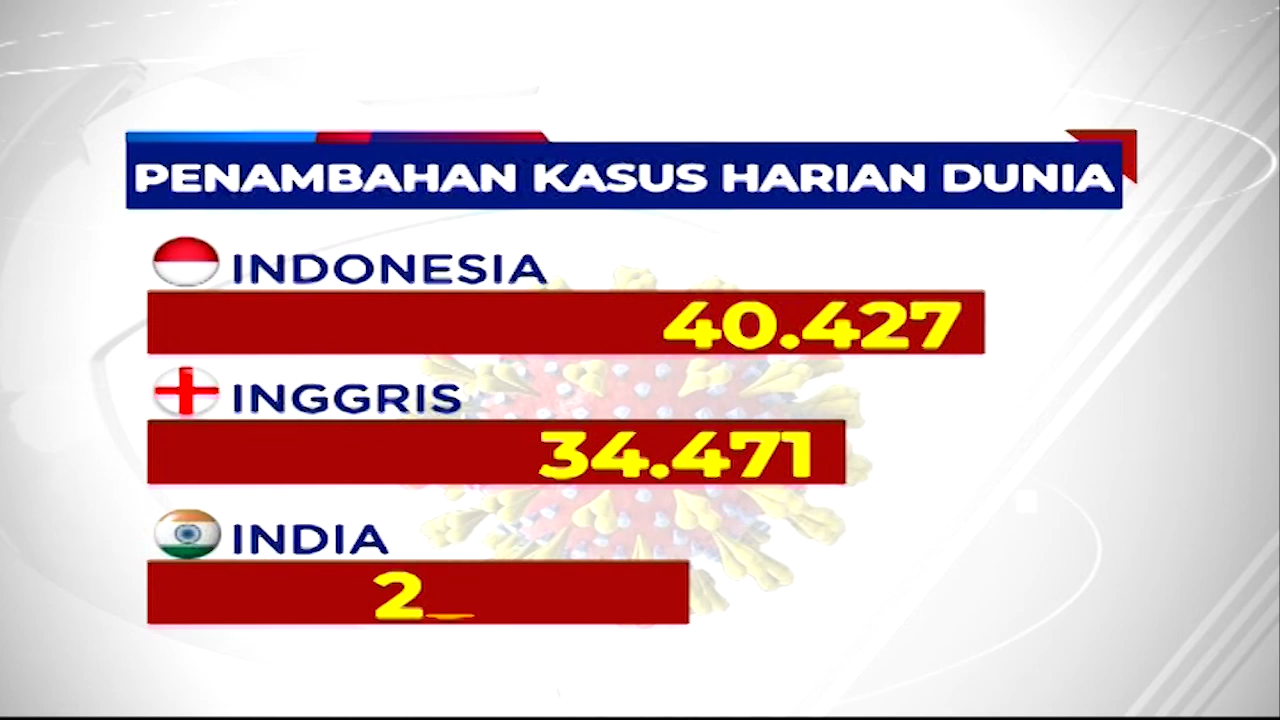 PENAMBAHAN KASUS HARIAN DUNIA
INDONESIA
40.427
INGGRIS
34.471
INDIA
2